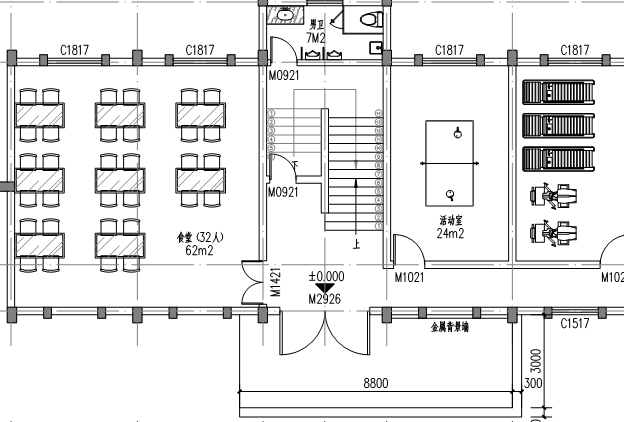 男卫
7M2
C1817
C1817
C1817
C1817
M0921
下
M0921
活动室
24m2
食堂 (32人)
62m2
上
M1421
±0.000
M2926
M1021
M102
金属背景墙
C1517
3000
8800
300